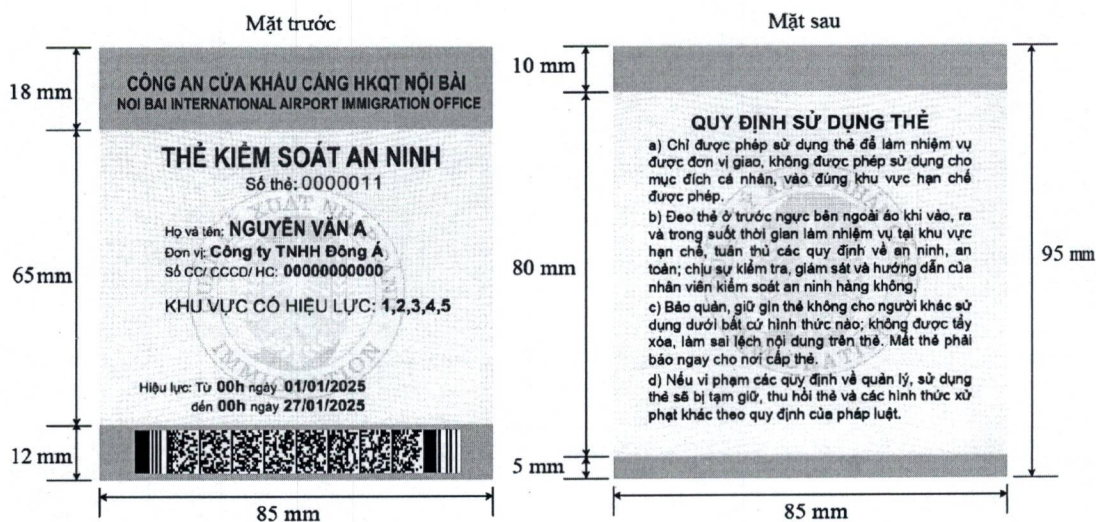 Mặt trước
18 mm
CÔNG AN CỬA KHẨU CẢNG HKQT NỘI BÀI
NOI BAI INTERNATIONAL AIRPORT IMMIGRATION OFFICE
65 mm
THẺ KIỂM SOÁT AN NINH
Số thẻ: 0000011
Họ và tên: NGUYỄN VĂN A
Đơn vị: Công ty TNHH Đông Á
Số CC/ CCCD/ HC: 00000000000
KHU VỰC CÓ HIỆU LỰC: 1,2,3,4,5
Hiệu lực: Từ 00h ngày 01/01/2025
đến 00h ngày 27/01/2025
12 mm
85 mm
Mặt sau
10 mm
QUY ĐỊNH SỬ DỤNG THẺ
a) Chỉ được phép sử dụng thẻ để làm nhiệm vụ
được đơn vị giao, không được phép sử dụng cho
mục đích cá nhân, vào đúng khu vực hạn chế
được phép.
b) Đeo thẻ ở trước ngực bên ngoài áo khi vào, ra
và trong suốt thời gian làm nhiệm vụ tại khu vực
hạn chế, tuân thủ các quy định về an ninh, an
toàn; chịu sự kiểm tra, giám sát và hướng dẫn của
nhân viên kiểm soát an ninh hàng không.
c) Bảo quản, giữ gìn thẻ không cho người khác sử
dụng dưới bất cứ hình thức nào; không được tẩy
xóa, làm sai lệch nội dung trên thẻ. Mất thẻ phải
báo ngay cho nơi cấp thẻ.
d) Nếu vi phạm các quy định về quản lý, sử dụng
thẻ sẽ bị tạm giữ, thu hồi thẻ và các hình thức xử
phạt khác theo quy định của pháp luật.
80 mm
95 mm
5 mm
85 mm
IMMIGRATION